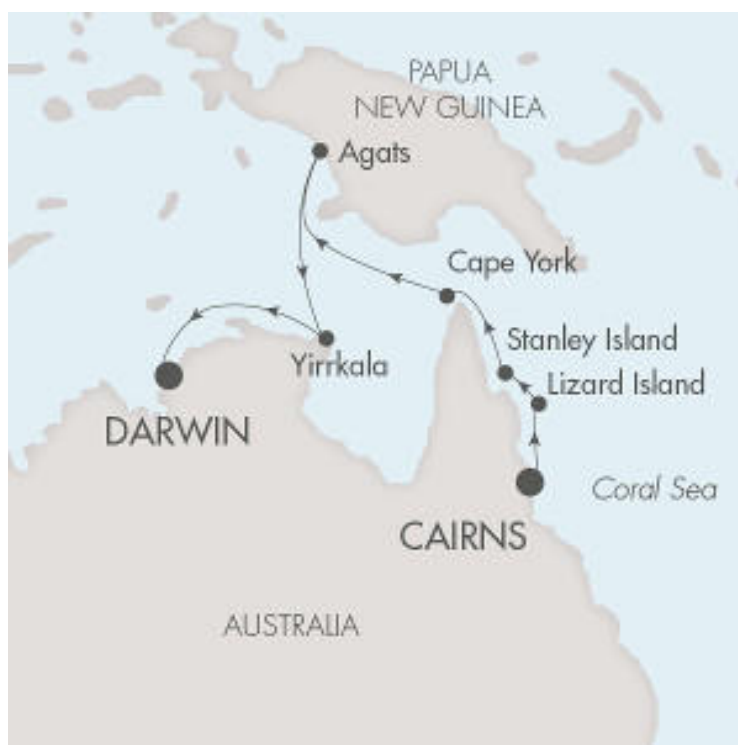 PAPUA
NEW GUINEA
Agats
Cape York
Stanley Island
Yirrkala
Lizard Island
DARWIN
Coral Sea
CAIRNS
AUSTRALIA